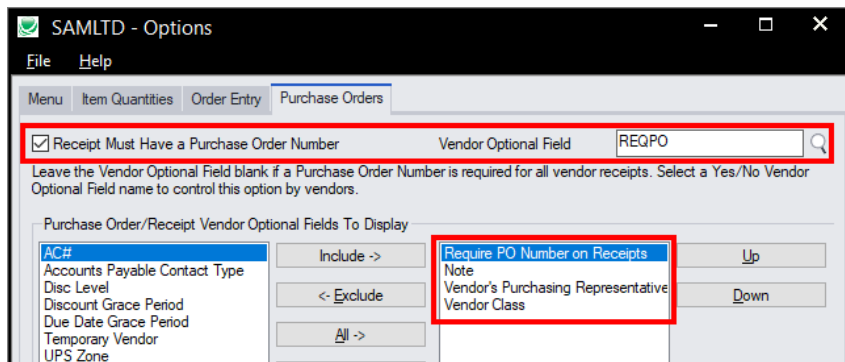 SAMLTD - Options
File Help
Menu Item Quantities Order Entry Purchase Orders
Receipt Must Have a Purchase Order Number Vendor Optional Field REQPO
Leave the Vendor Optional Field blank if a Purchase Order Number is required for all vendor receipts. Select a Yes/No Vendor
Optional Field name to control this option by vendors.
Purchase Order/Receipt Vendor Optional Fields To Display
AC#
Accounts Payable Contact Type
Disc Level
Discount Grace Period
Due Date Grace Period
Temporary Vendor
UPS Zone
Include ->
<- Exclude
All ->
Require PO Number on Receipts
Note
Vendor's Purchasing Representative
Vendor Class
Up
Down